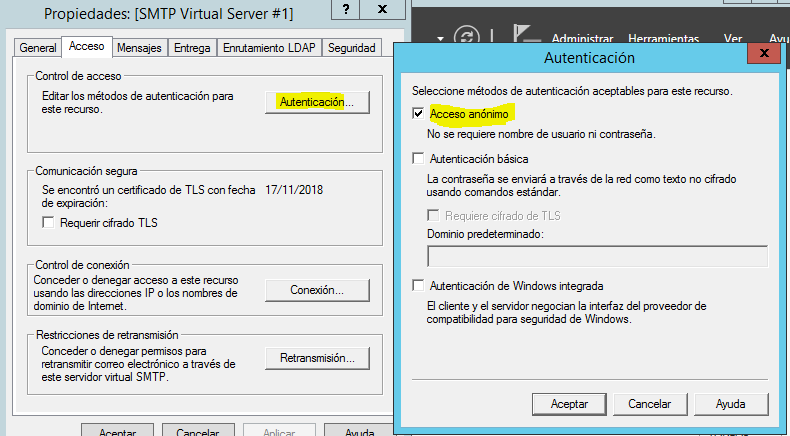 Propiedades: [SMTP Virtual Server #1]
?
x
General
Acceso
Mensajes
Entrega
Enrutamiento LDAP
Seguridad
Control de acceso
Editar los métodos de autenticación para
este recurso.
Autenticación...
Comunicación segura
Se encontró un certificado de TLS con fecha
de expiración:
17/11/2018
Requerir cifrado TLS
Control de conexión
Conceder o denegar acceso a este recurso
usando las direcciones IP o los nombres de
dominio de Internet.
Conexión...
Restricciones de retransmisión
Conceder o denegar permisos para
retransmitir correo electrónico a través de
este servidor virtual SMTP.
Retransmisión...
Aceptar
Cancelar
Aplicar
Ayuda
Administrar
Herramientas
Ver
Ayu
Autenticación
x
Seleccione métodos de autenticación aceptables para este recurso.
Acceso anónimo
No se requiere nombre de usuario ni contraseña.
Autenticación básica
La contraseña se enviará a través de la red como texto no cifrado
usando comandos estándar.
Requiere cifrado de TLS
Dominio predeterminado:
Autenticación de Windows integrada
El cliente y el servidor negocian la interfaz del proveedor de
compatibilidad para seguridad de Windows.
Aceptar
Cancelar
Ayuda